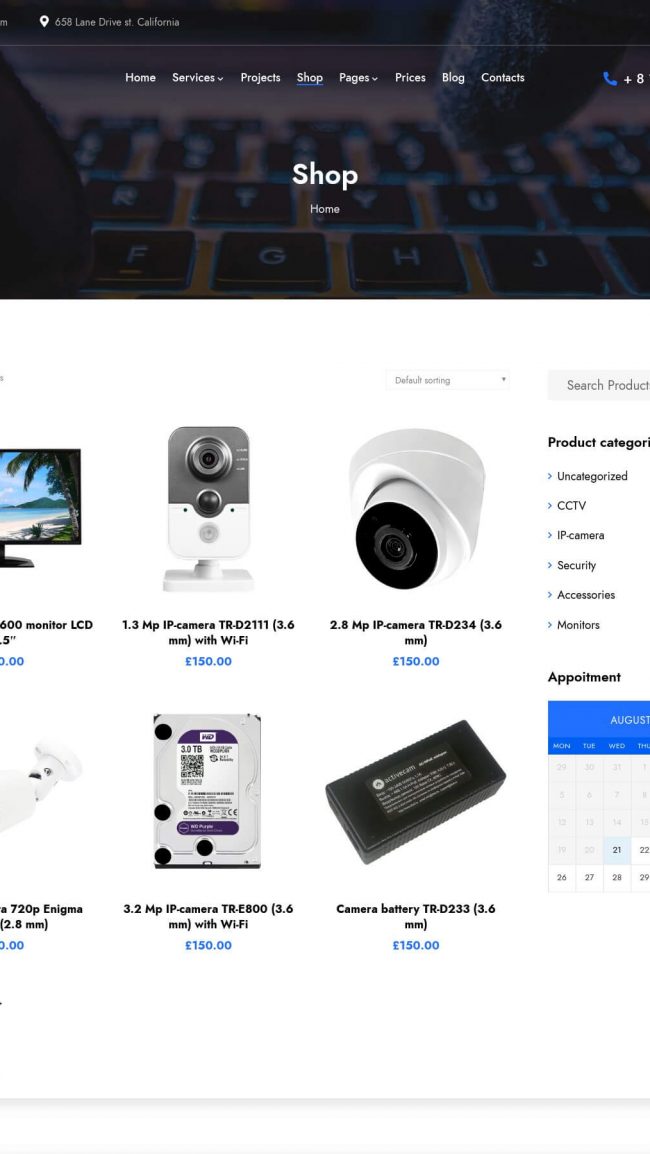 m
658 Lane Drive st. California
Home Services Projects Shop Pages Prices Blog Contacts + 8
Shop
Home
F G H J
s
Default sorting
Search Product
Product categori
Uncategorized
CCTV
IP-camera
Security
Accessories
Monitors
600 monitor LCD
.5″
0.00
1.3 Mp IP-camera TR-D2111 (3.6
mm) with Wi-Fi
£150.00
2.8 Mp IP-camera TR-D234 (3.6
mm)
£150.00
Appoitment
AUGUST
MON TUE WED THU
29 30 31 1
5 6 7 8
12 13 14 15
19 20 21 22
26 27 28 29
WD
3.0 TB
WD Purple
activecam
a 720p Enigma
(2.8 mm)
0.00
3.2 Mp IP-camera TR-E800 (3.6
mm) with Wi-Fi
£150.00
Camera battery TR-D233 (3.6
mm)
£150.00